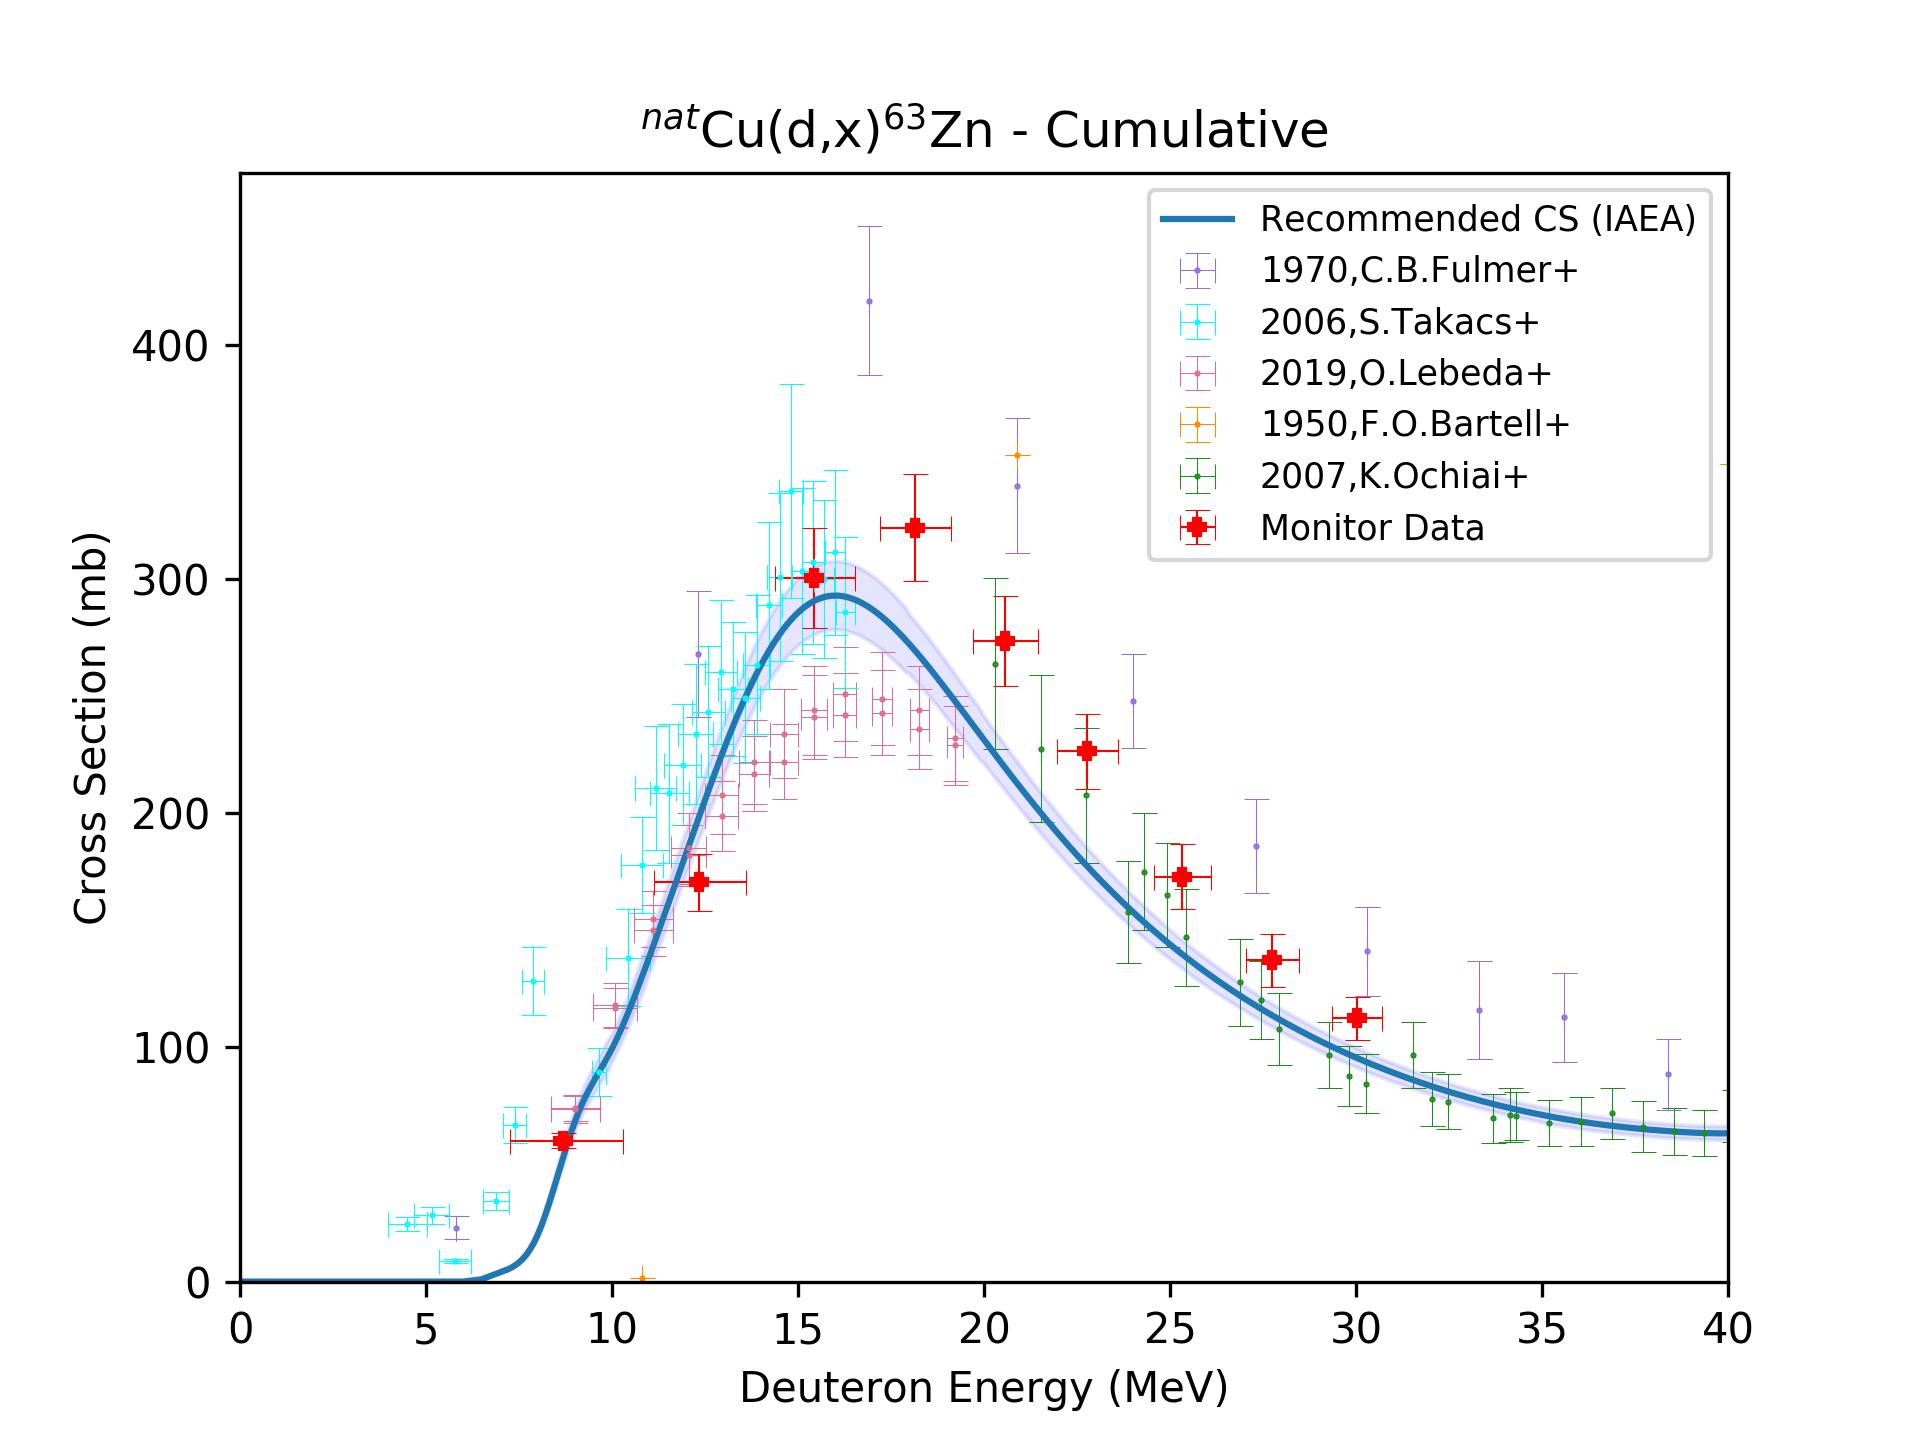 natCu(d,x)63Zn - Cumulative
Recommended CS (IAEA)
1970,C.B.Fulmer+
2006,S.Takacs+
2019,O.Lebeda+
1950,F.O.Bartell+
2007,K.Ochiai+
Monitor Data
400
300
200
100
0
Cross Section (mb)
0 5 10 15 20 25 30 35 40
Deuteron Energy (MeV)